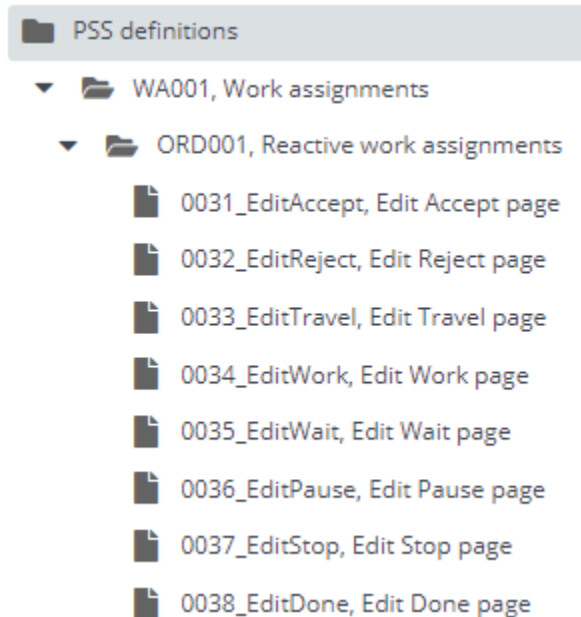 PSS definitions
WA001, Work assignments
ORD001, Reactive work assignments
0031_EditAccept, Edit Accept page
0032_EditReject, Edit Reject page
0033_EditTravel, Edit Travel page
0034_EditWork, Edit Work page
0035_EditWait, Edit Wait page
0036_EditPause, Edit Pause page
0037_EditStop, Edit Stop page
0038_EditDone, Edit Done page